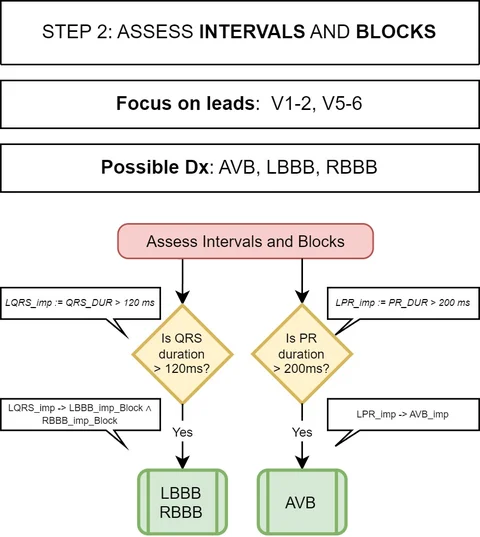 STEP 2: ASSESS INTERVALS AND BLOCKS
Focus on leads: V1-2, V5-6
Possible Dx: AVB, LBBB, RBBB
Assess Intervals and Blocks
LQRS_imp := QRS_DUR > 120 ms
LPR_imp := PR_DUR > 200 ms
Is QRS
duration
> 120ms?
Is PR
duration
> 200ms?
LQRS_imp -> LBBB_imp_Block ∧
RBBB_imp_Block
LPR_imp -> AVB_imp
Yes
Yes
LBBB
RBBB
AVB